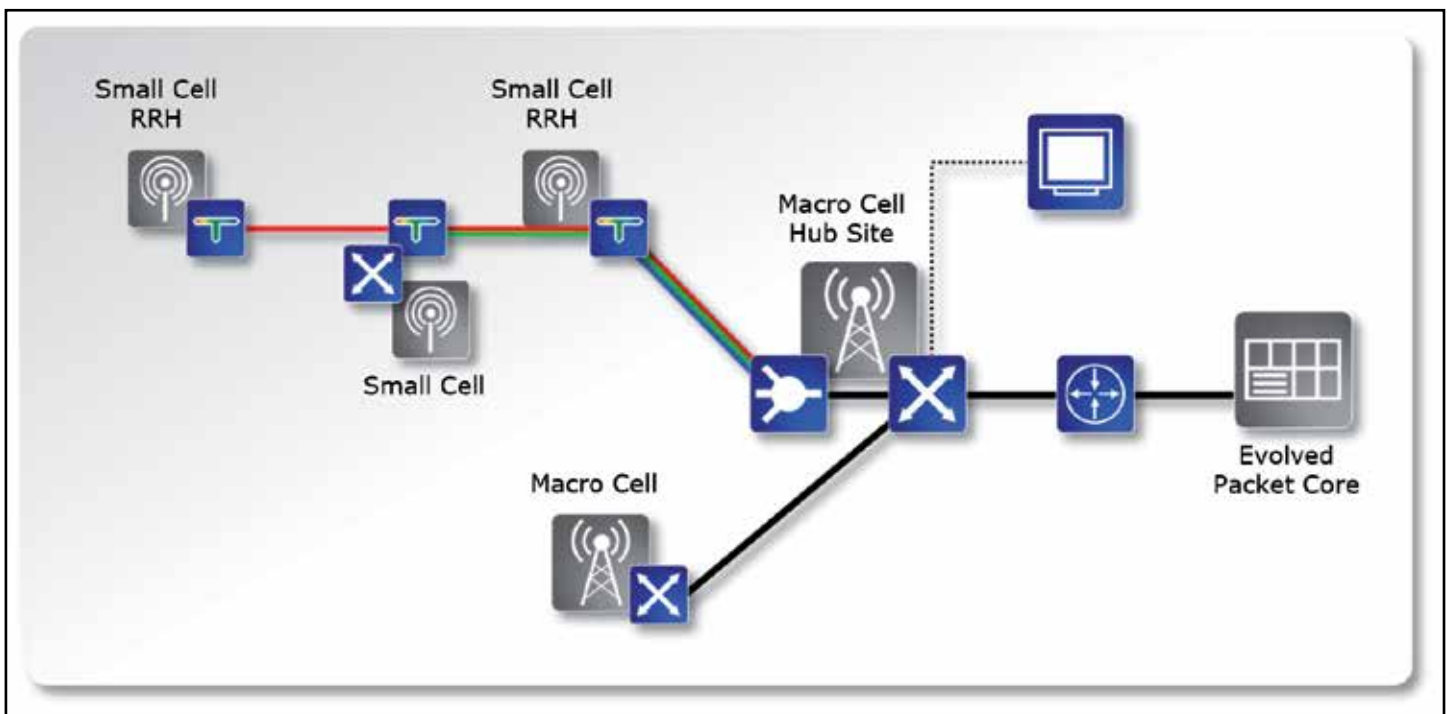 Small Cell
RRH
Small Cell
RRH
Macro Cell
Hub Site
Small Cell
Macro Cell
Evolved
Packet Core